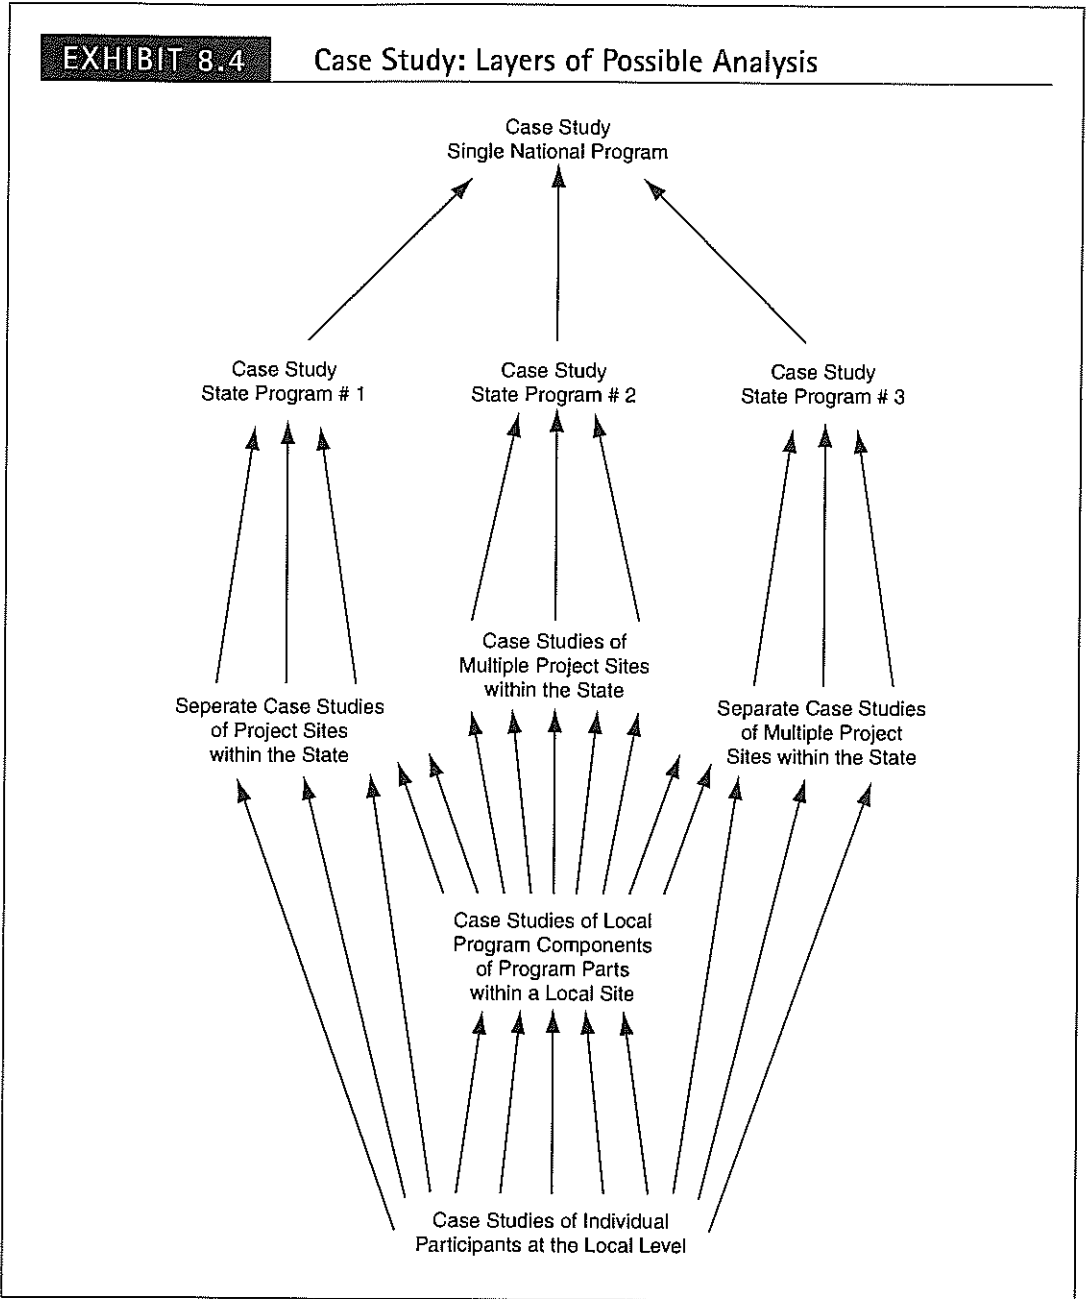 EXHIBIT 8.4
Case Study: Layers of Possible Analysis
Case Study
Single National Program
Case Study
State Program # 1
Case Study
State Program # 2
Case Study
State Program # 3
Case Studies of
Multiple Project Sites
within the State
Seperate Case Studies
of Project Sites
within the State
Separate Case Studies
of Multiple Project
Sites within the State
Case Studies of Local
Program Components
of Program Parts
within a Local Site
Case Studies of Individual
Participants at the Local Level